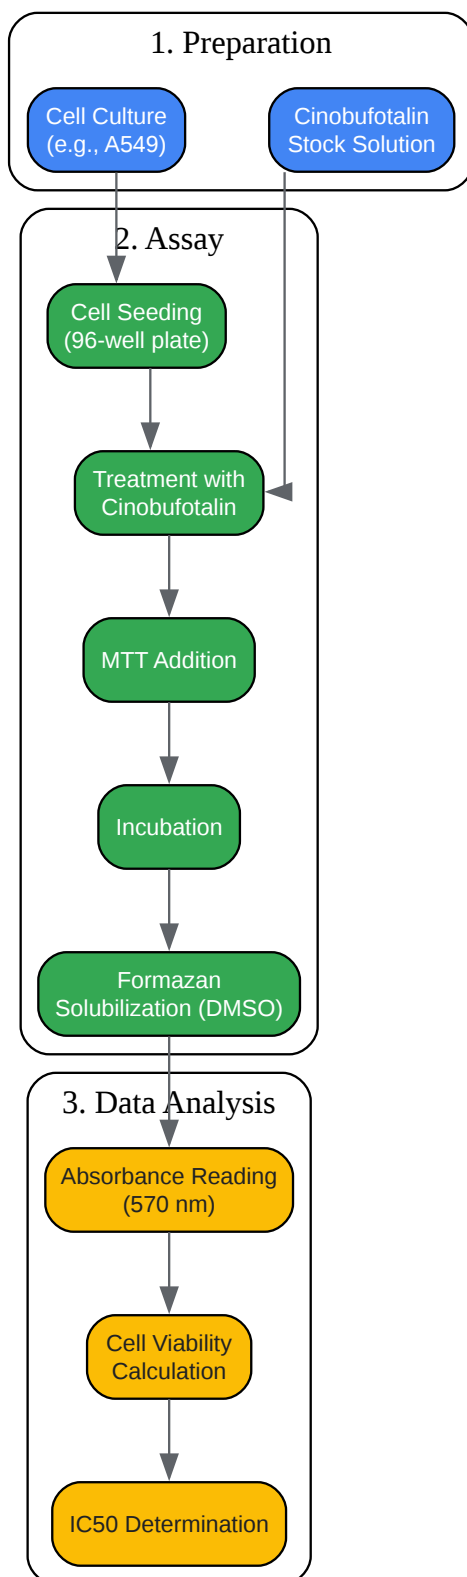 1. Preparation
Cell Culture
(e.g., A549)
Cinobufotalin
Stock Solution
2. Assay
Cell Seeding
(96-well plate)
Treatment with
Cinobufotalin
MTT Addition
Incubation
Formazan
Solubilization (DMSO)
3. Data Analysis
Absorbance Reading
(570 nm)
Cell Viability
Calculation
IC50 Determination